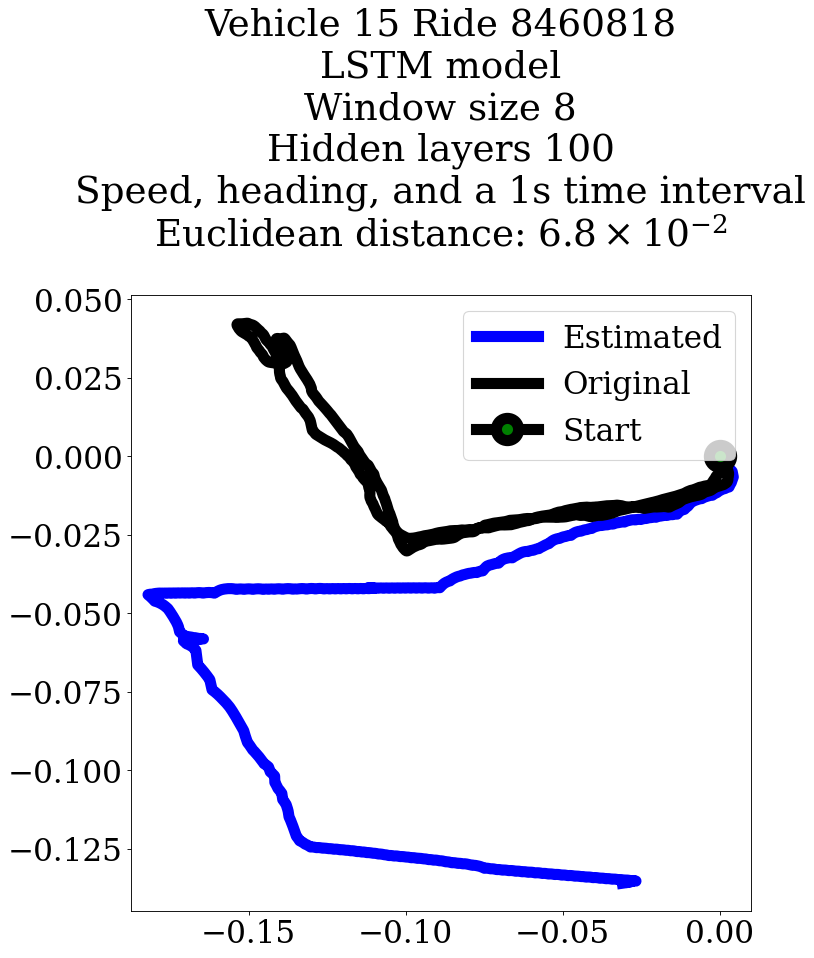 Vehicle 15 Ride 8460818
LSTM model
Window size 8
Hidden layers 100
Speed, heading, and a 1s time interval
Euclidean distance: 6.8 × 10⁻²
0.050
0.025
0.000
−0.025
−0.050
−0.075
−0.100
−0.125
Estimated
Original
Start
−0.15
−0.10
−0.05
0.00